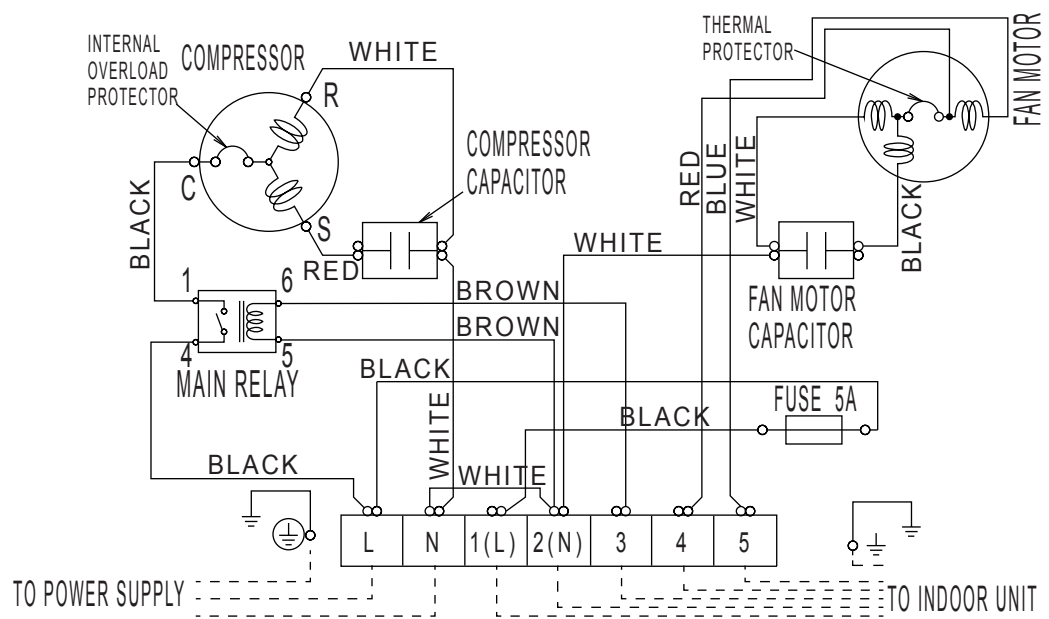 INTERNAL
OVERLOAD
PROTECTOR
COMPRESSOR
WHITE
R
C
S
BLACK
RED
COMPRESSOR
CAPACITOR
THERMAL
PROTECTOR
FAN MOTOR
RED
BLUE
WHITE
BLACK
WHITE
FAN MOTOR
CAPACITOR
1
6
4
5
MAIN RELAY
BROWN
BROWN
BLACK
FUSE 5A
BLACK
WHITE
BLACK
WHITE
L
N
1(L)
2(N)
3
4
5
TO POWER SUPPLY
TO INDOOR UNIT